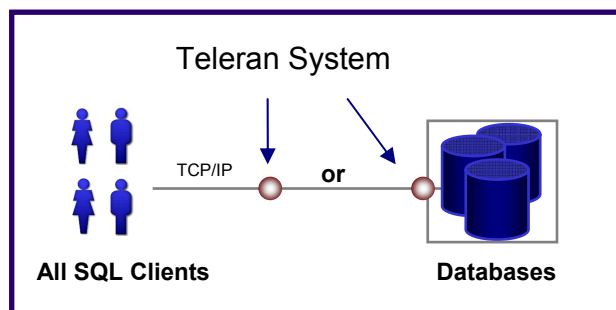 Teleran System
TCP/IP
or
All SQL Clients
Databases